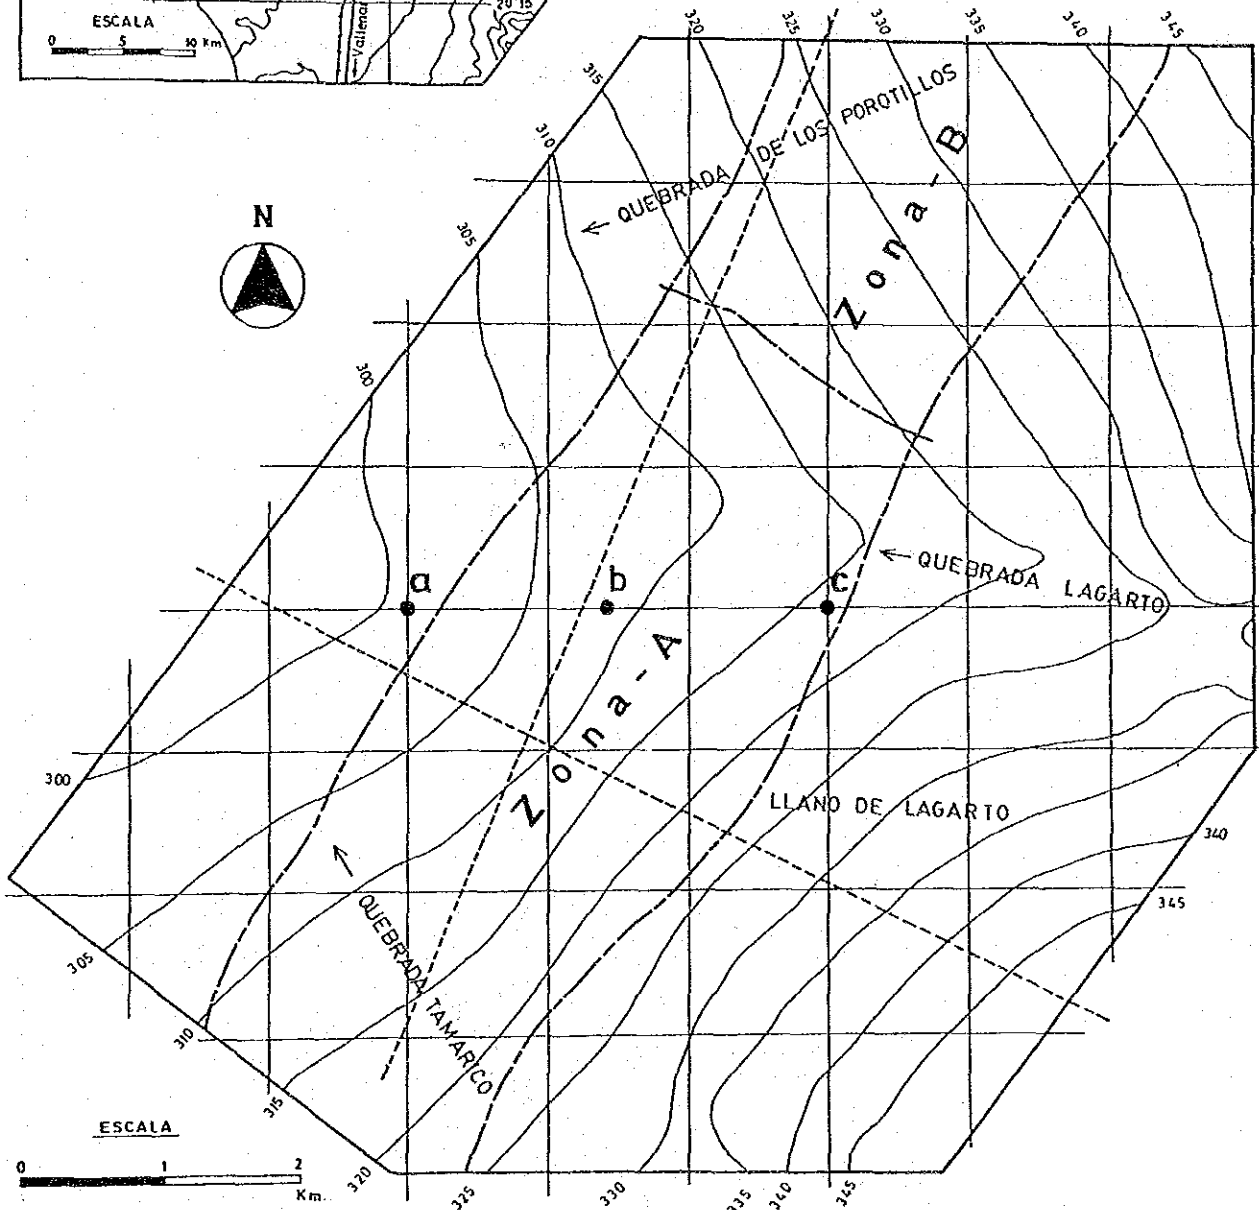 ESCALA
0 5 10 Km
Vallenar
20 15
320
325
330
335
340
345
315
310
305
300
QUEBRADA DE LOS POROTILLOS
Zona-B
N
a
b
c
QUEBRADA LAGARTO
Zona-A
LLANO DE LAGARTO
300
340
345
QUEBRADA TAMARICO
305
310
315
320
325
330
335
340
345
ESCALA
0 1 2
Km.